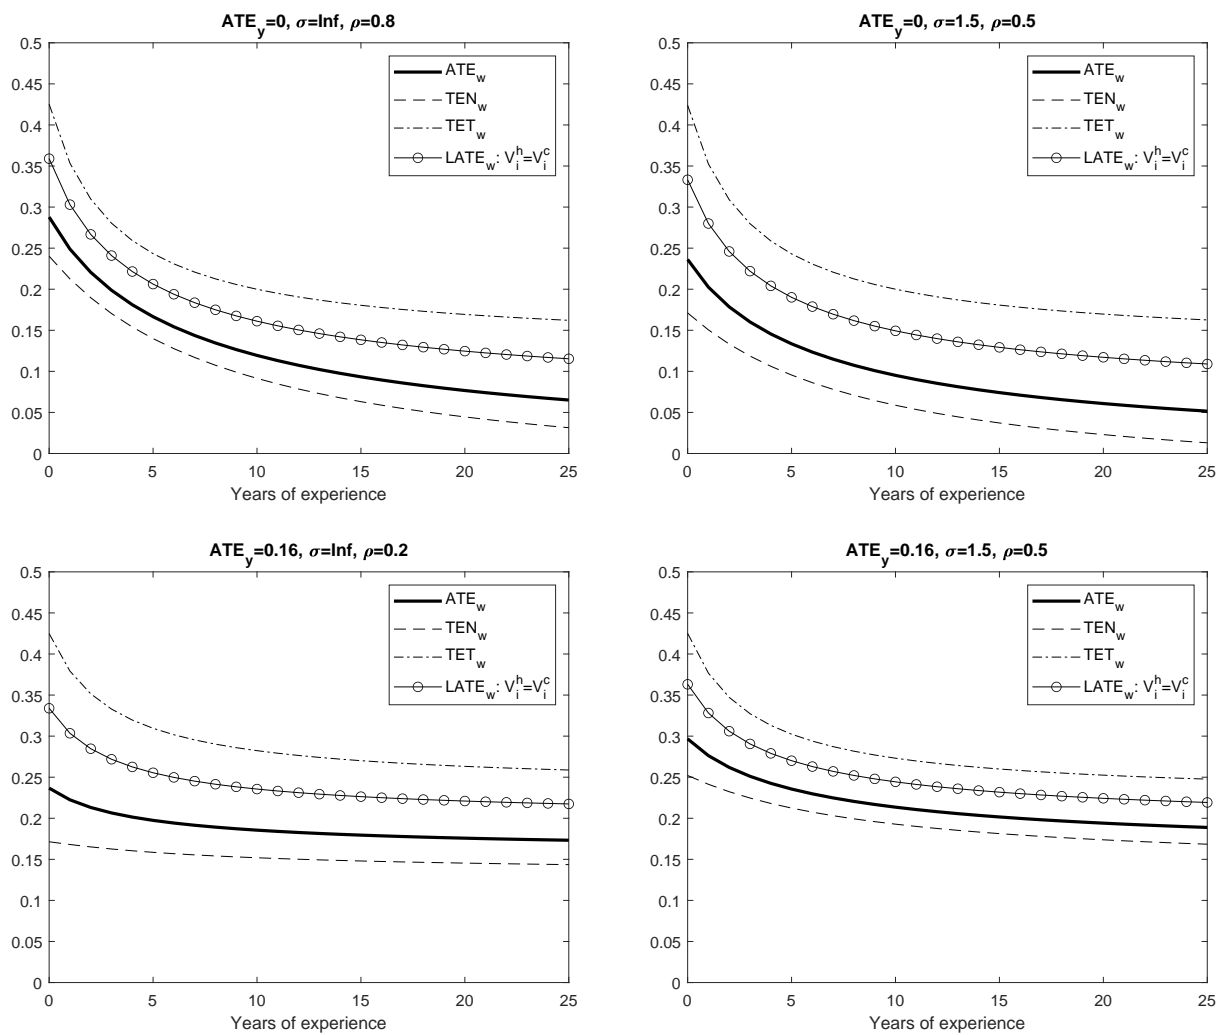 ATE_y=0, σ=Inf, ρ=0.8
0.5
0.45
0.4
0.35
0.3
0.25
0.2
0.15
0.1
0.05
0
ATE_w
TEN_w
TET_w
LATE_w: V_i^h=V_i^c
0 5 10 15 20 25
Years of experience
ATE_y=0, σ=1.5, ρ=0.5
0.5
0.45
0.4
0.35
0.3
0.25
0.2
0.15
0.1
0.05
0
ATE_w
TEN_w
TET_w
LATE_w: V_i^h=V_i^c
0 5 10 15 20 25
Years of experience
ATE_y=0.16, σ=Inf, ρ=0.2
0.5
0.45
0.4
0.35
0.3
0.25
0.2
0.15
0.1
0.05
0
ATE_w
TEN_w
TET_w
LATE_w: V_i^h=V_i^c
0 5 10 15 20 25
Years of experience
ATE_y=0.16, σ=1.5, ρ=0.5
0.5
0.45
0.4
0.35
0.3
0.25
0.2
0.15
0.1
0.05
0
ATE_w
TEN_w
TET_w
LATE_w: V_i^h=V_i^c
0 5 10 15 20 25
Years of experience